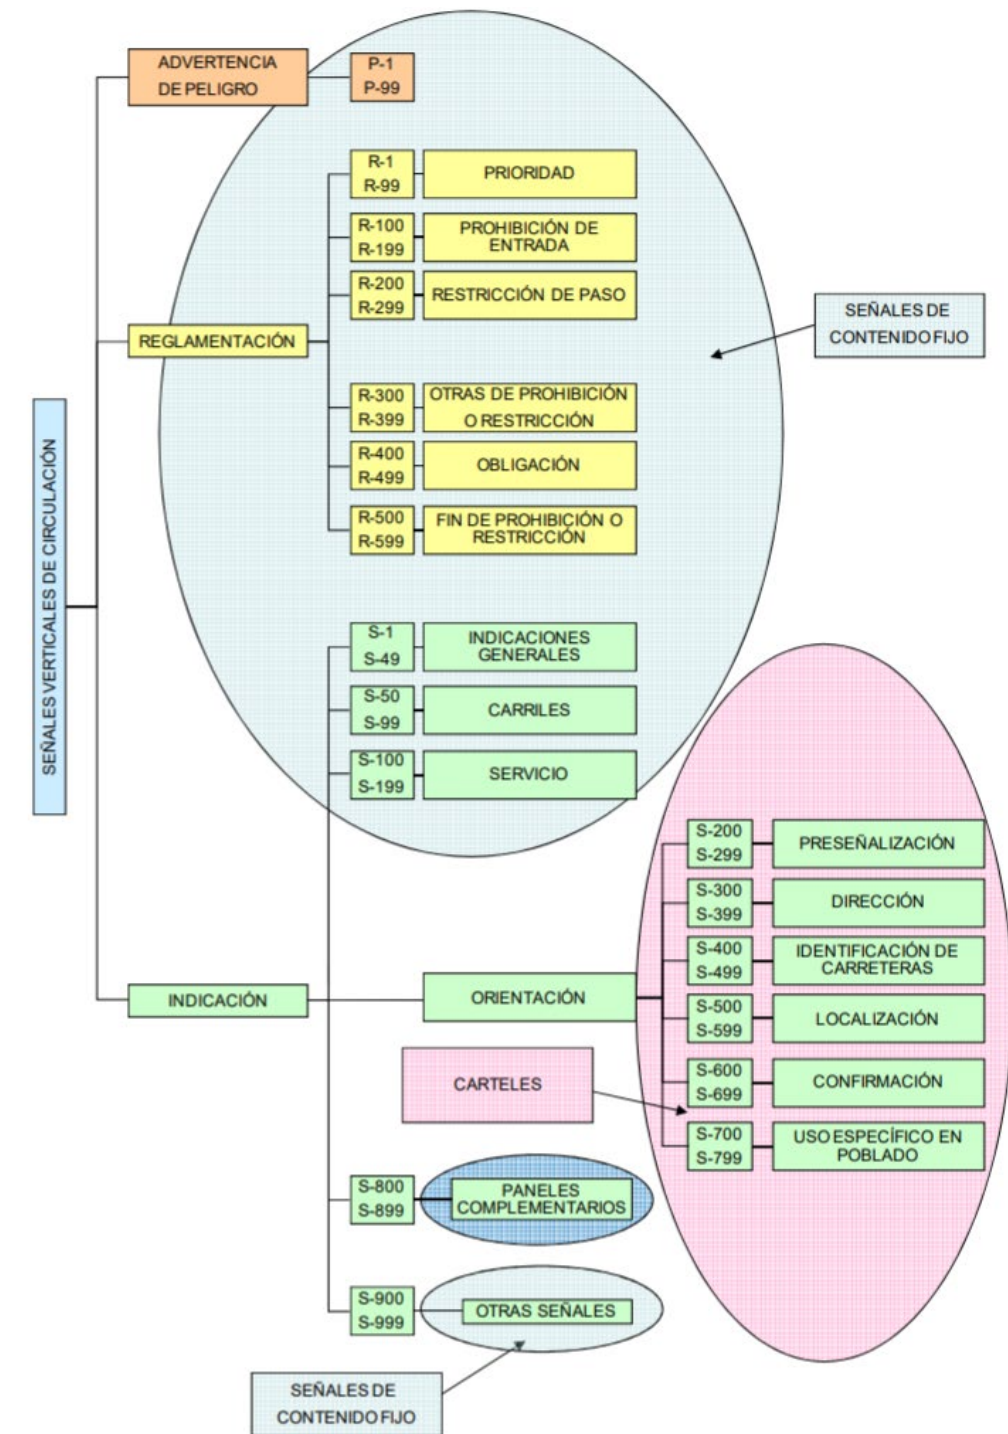 ADVERTENCIA
DE PELIGRO
P-1
P-99
R-1
R-99
PRIORIDAD
R-100
R-199
PROHIBICIÓN DE
ENTRADA
R-200
R-299
RESTRICCIÓN DE PASO
SEÑALES DE
CONTENIDO FIJO
REGLAMENTACIÓN
R-300
R-399
OTRAS DE PROHIBICIÓN
O RESTRICCIÓN
R-400
R-499
OBLIGACIÓN
R-500
R-599
FIN DE PROHIBICIÓN O
RESTRICCIÓN
SEÑALES VERTICALES DE CIRCULACIÓN
S-1
S-49
INDICACIONES
GENERALES
S-50
S-99
CARRILES
S-100
S-199
SERVICIO
S-200
S-299
PRESEÑALIZACIÓN
S-300
S-399
DIRECCIÓN
S-400
S-499
IDENTIFICACIÓN DE
CARRETERAS
INDICACIÓN
ORIENTACIÓN
S-500
S-599
LOCALIZACIÓN
CARTELES
S-600
S-699
CONFIRMACIÓN
S-700
S-799
USO ESPECÍFICO EN
POBLADO
S-800
S-899
PANELES
COMPLEMENTARIOS
S-900
S-999
OTRAS SEÑALES
SEÑALES DE
CONTENIDO FIJO